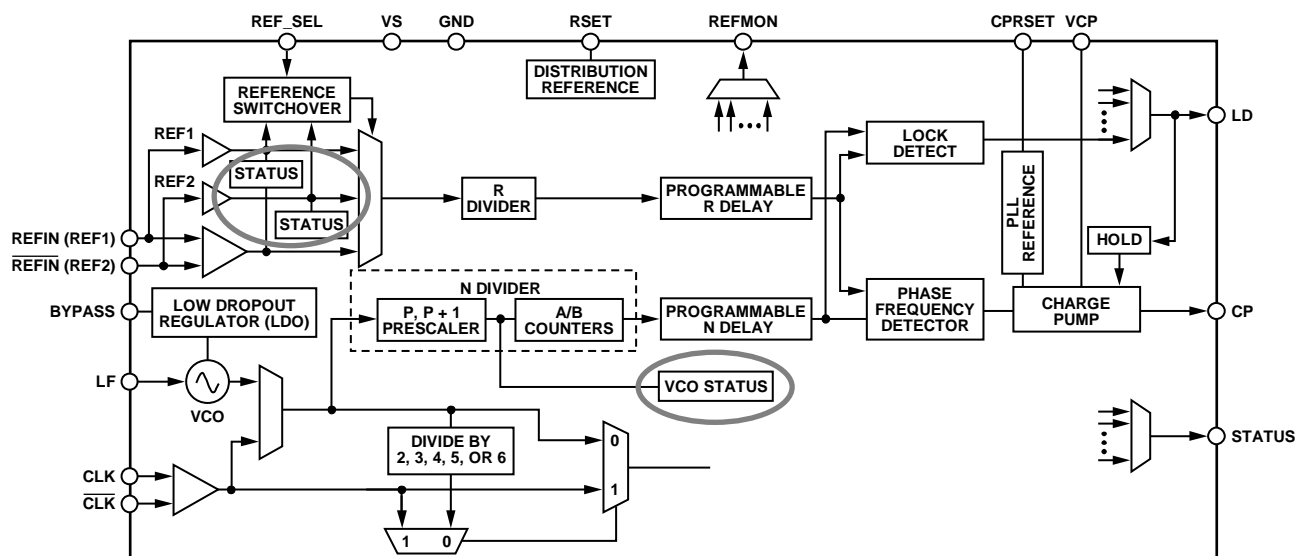 REF_SEL
VS
GND
RSET
REFMON
CPRSET
VCP
DISTRIBUTION
REFERENCE
REFERENCE
SWITCHOVER
REF1
STATUS
REF2
STATUS
REFIN (REF1)
REFIN (REF2)
R
DIVIDER
PROGRAMMABLE
R DELAY
LOCK
DETECT
LD
PLL
REFERENCE
HOLD
N DIVIDER
P, P + 1
PRESCALER
A/B
COUNTERS
PROGRAMMABLE
N DELAY
PHASE
FREQUENCY
DETECTOR
CHARGE
PUMP
CP
BYPASS
LOW DROPOUT
REGULATOR (LDO)
LF
VCO
VCO STATUS
DIVIDE BY
2, 3, 4, 5, OR 6
0
1
STATUS
CLK
CLK
1 0